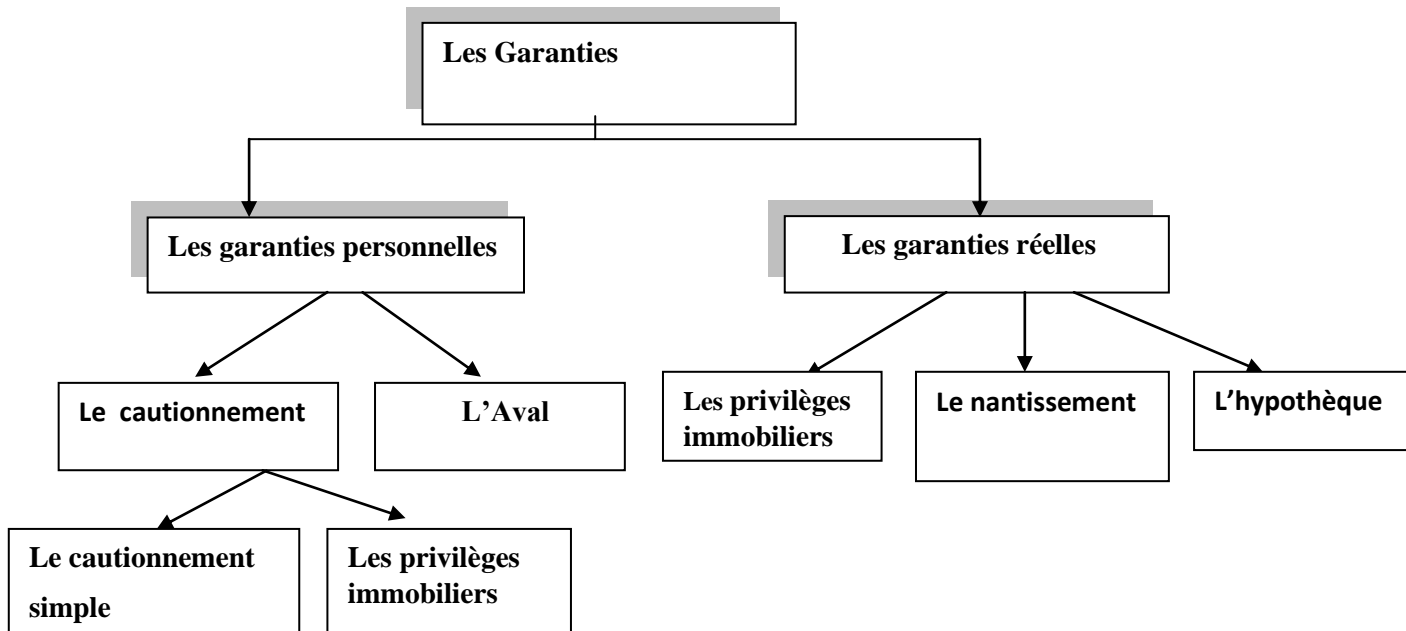 Les Garanties
Les garanties personnelles
Les garanties réelles
Le cautionnement
L’Aval
Les privilèges
immobiliers
Le nantissement
L’hypothèque
Le cautionnement
simple
Les privilèges
immobiliers